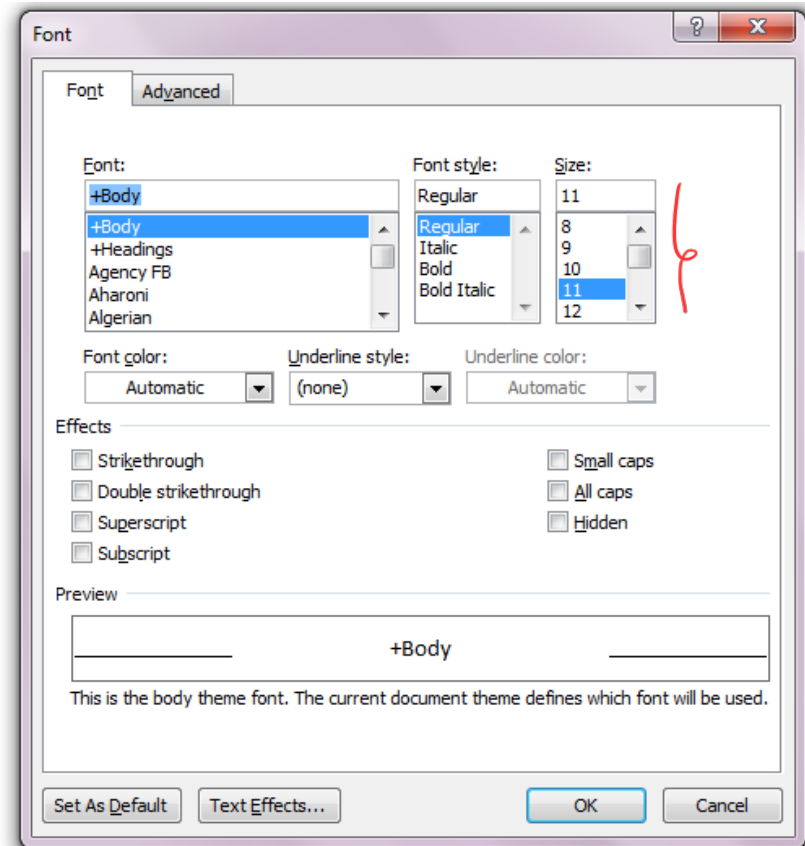 Font
Font Advanced
Font: Font style: Size:
+Body Regular 11
+Body Regular 8
+Headings Italic 9
Agency FB Bold 10
Aharoni Bold Italic 11
Algerian 12
Font color: Underline style: Underline color:
Automatic (none) Automatic
Effects
Strikethrough Small caps
Double strikethrough All caps
Superscript Hidden
Subscript
Preview
+Body
This is the body theme font. The current document theme defines which font will be used.
Set As Default Text Effects... OK Cancel